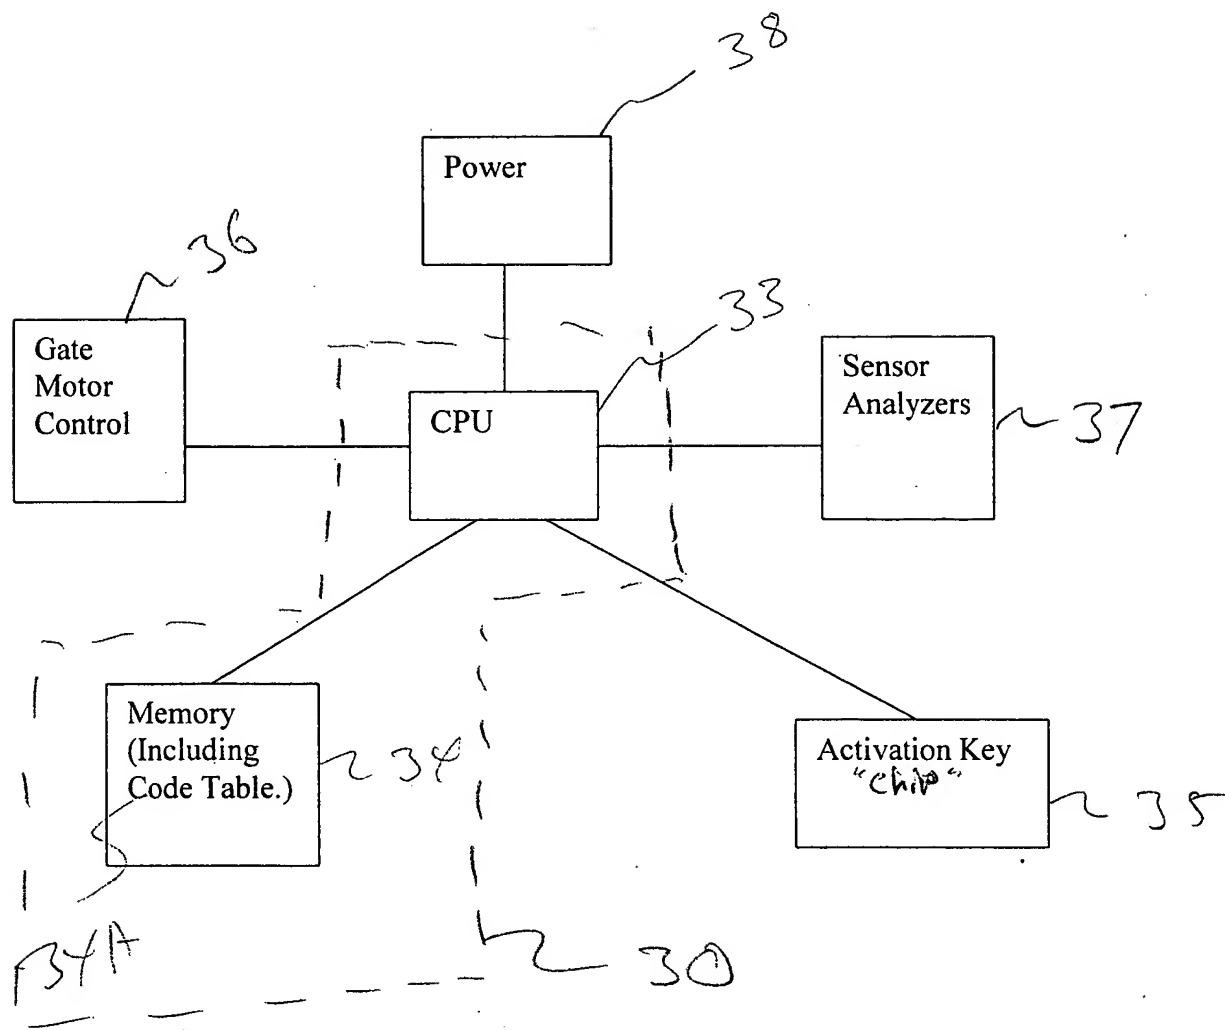 38
Power
36
33
Gate
Motor
Control
CPU
Sensor
Analyzers
37
Memory
(Including
Code Table.)
34
Activation Key
"chip"
35
34A
30